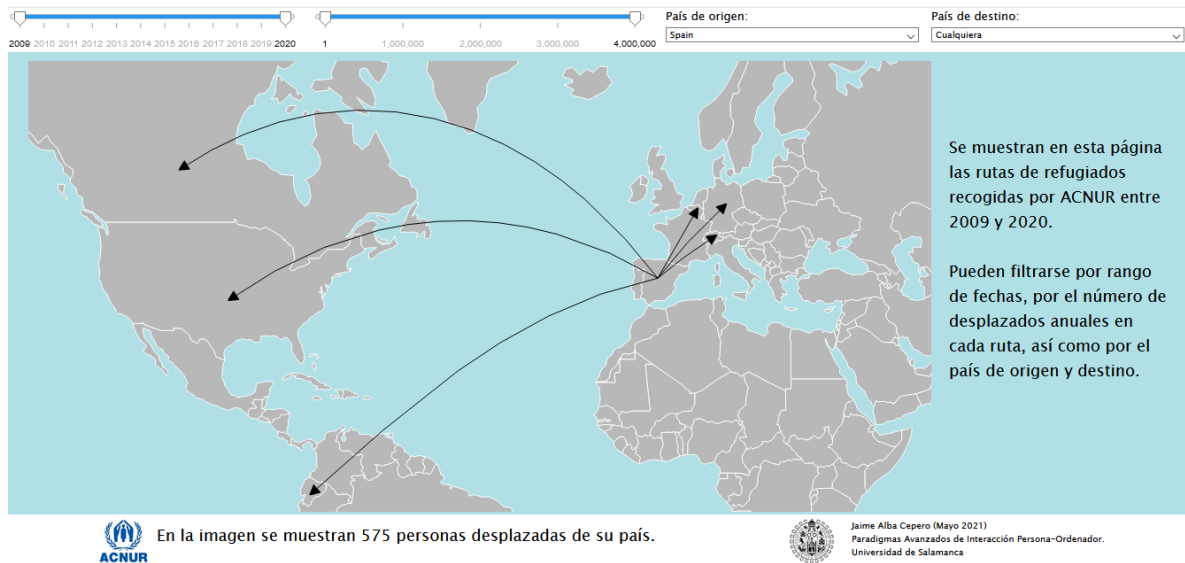 País de origen:
País de destino:
Spain
Cualquiera
2009 2010 2011 2012 2013 2014 2015 2016 2017 2018 2019 2020
1 1,000,000 2,000,000 3,000,000 4,000,000
Se muestran en esta página
las rutas de refugiados
recogidas por ACNUR entre
2009 y 2020.
Pueden filtrarse por rango
de fechas, por el número de
desplazados anuales en
cada ruta, así como por el
país de origen y destino.
ACNUR
En la imagen se muestran 575 personas desplazadas de su país.
Jaime Alba Cepero (Mayo 2021)
Paradigmas Avanzados de Interacción Persona-Ordenador.
Universidad de Salamanca